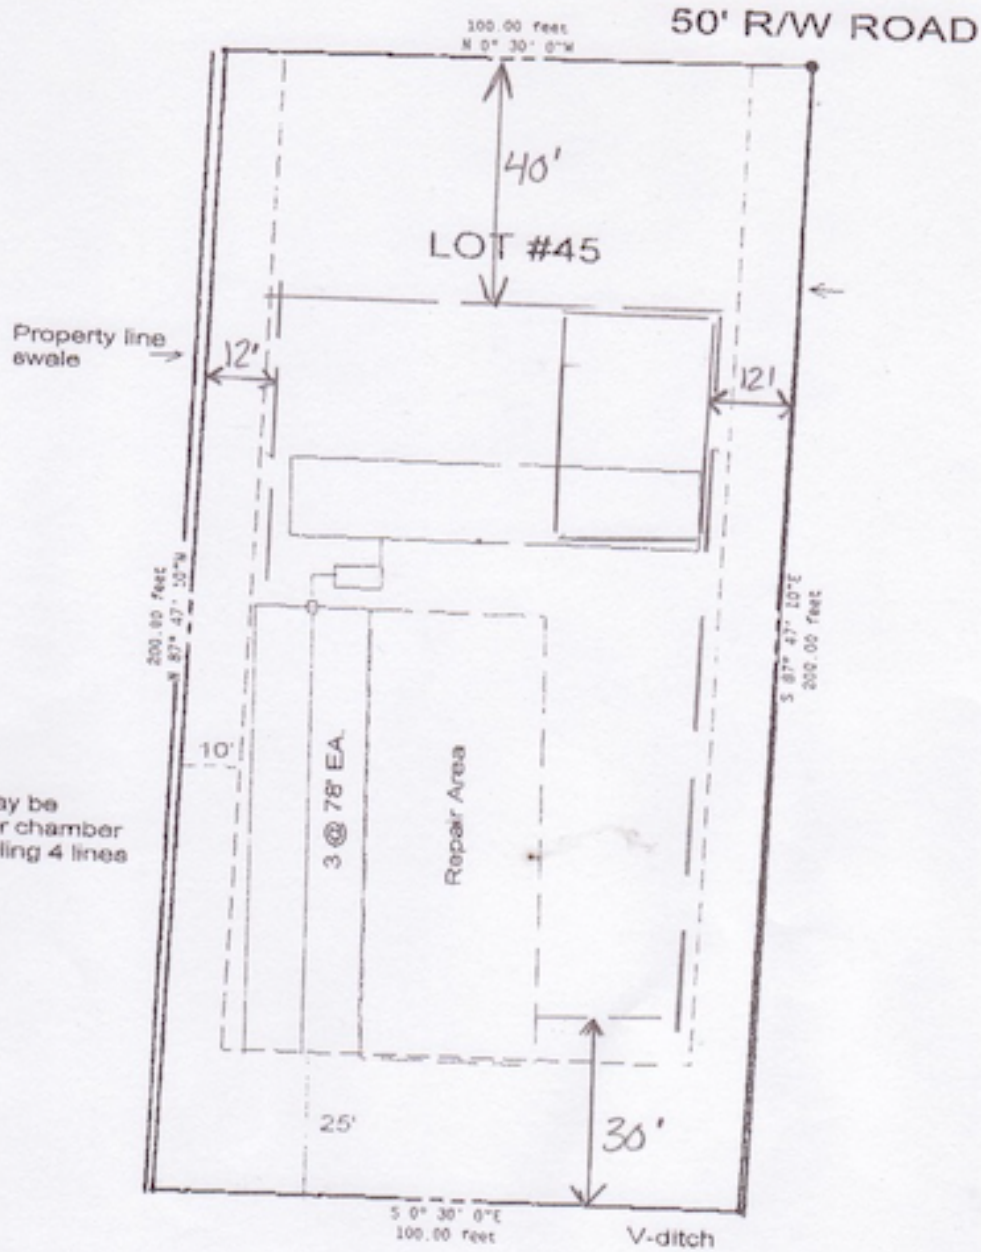 50' R/W ROAD
100.00 feet
N 0° 30' 0"W
40'
LOT #45
Property line
swale
12'
12'
200.00 feet
N 87° 47' 10"W
S 87° 47' 10"E
200.00 feet
10'
3 @ 78' EA.
Repair Area
ay be
r chamber
ling 4 lines
25'
30'
S 0° 30' 0"E
100.00 feet
V-ditch